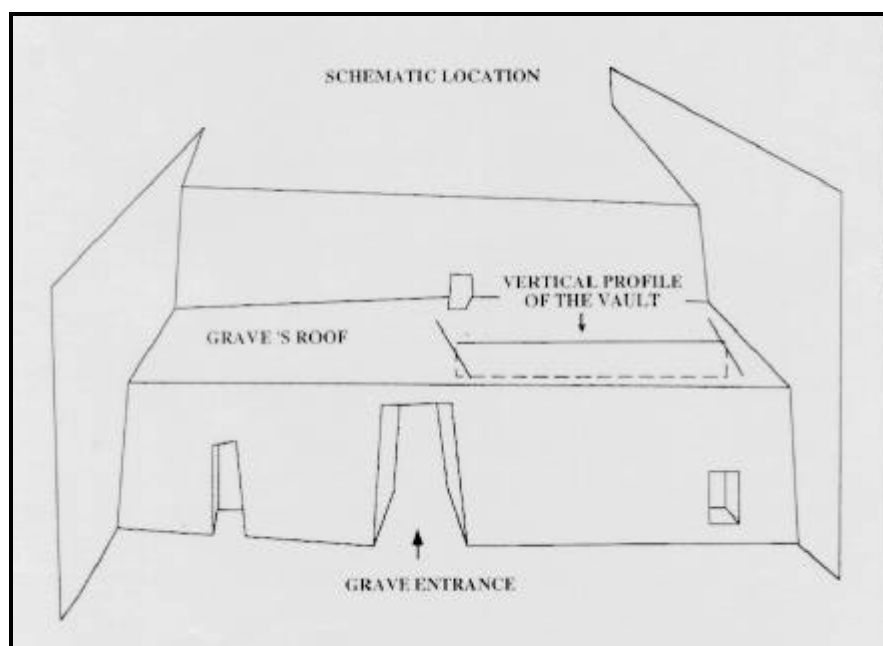 SCHEMATIC LOCATION
VERTICAL PROFILE
OF THE VAULT
GRAVE 'S ROOF
GRAVE ENTRANCE